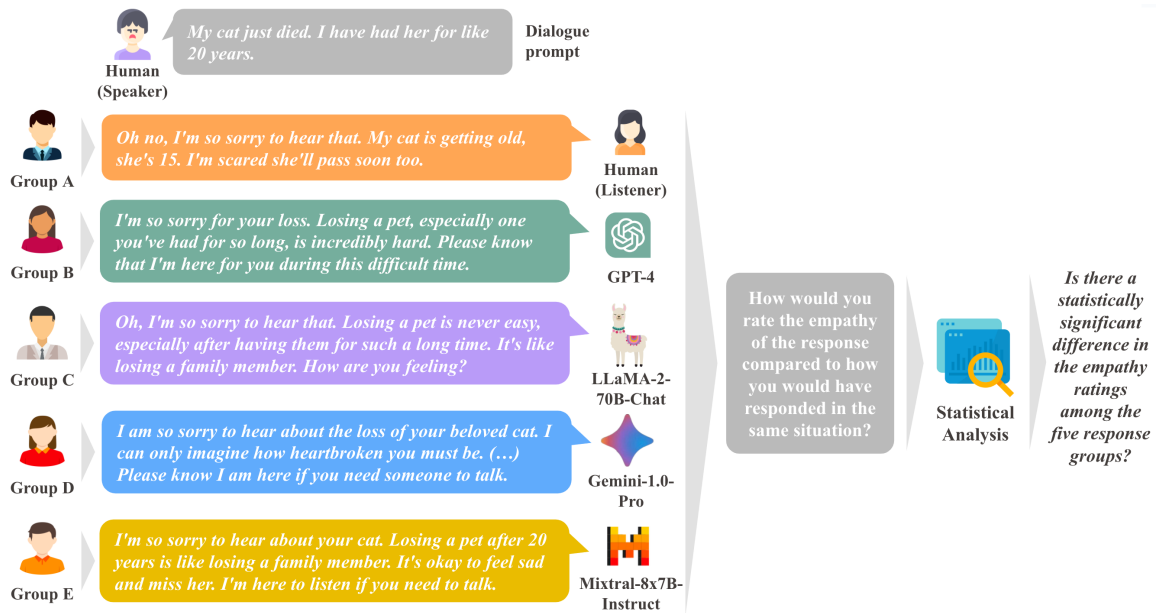 My cat just died. I have had her for like
20 years.
Dialogue
prompt
Human
(Speaker)
Group A
Oh no, I'm so sorry to hear that. My cat is getting old,
she's 15. I'm scared she'll pass soon too.
Human
(Listener)
Group B
I'm so sorry for your loss. Losing a pet, especially one
you've had for so long, is incredibly hard. Please know
that I'm here for you during this difficult time.
GPT-4
Group C
Oh, I'm so sorry to hear that. Losing a pet is never easy,
especially after having them for such a long time. It's like
losing a family member. How are you feeling?
LLaMA-2-
70B-Chat
Group D
I am so sorry to hear about the loss of your beloved cat. I
can only imagine how heartbroken you must be. (…)
Please know I am here if you need someone to talk.
Gemini-1.0-
Pro
Group E
I'm so sorry to hear about your cat. Losing a pet after 20
years is like losing a family member. It's okay to feel sad
and miss her. I'm here to listen if you need to talk.
Mixtral-8x7B-
Instruct
How would you
rate the empathy
of the response
compared to how
you would have
responded in the
same situation?
Statistical
Analysis
Is there a
statistically
significant
difference in
the empathy
ratings
among the
five response
groups?